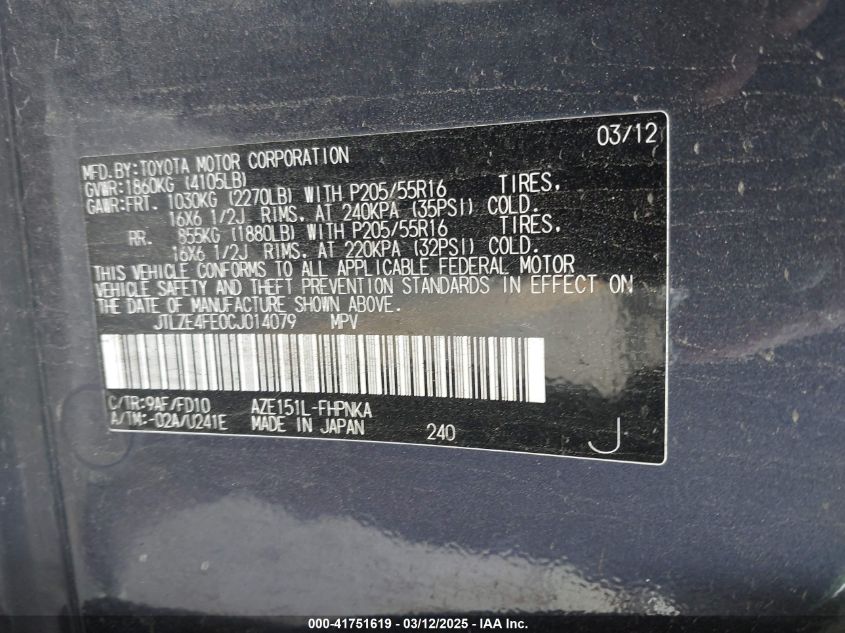 03/12
MFD.BY:TOYOTA MOTOR CORPORATION
GVWR:1860KG (4105LB)
GAWR:FRT. 1030KG (2270LB) WITH P205/55R16 TIRES,
16X6 1/2J RIMS, AT 240KPA (35PSI) COLD.
RR. 855KG (1880LB) WITH P205/55R16 TIRES,
16X6 1/2J RIMS, AT 220KPA (32PSI) COLD.
THIS VEHICLE CONFORMS TO ALL APPLICABLE FEDERAL MOTOR
VEHICLE SAFETY AND THEFT PREVENTION STANDARDS IN EFFECT ON
THE DATE OF MANUFACTURE SHOWN ABOVE.
JTLZE4FE0CJ014079 MPV
C/TR:9AF/FD10 AZE151L-FHPNKA
A/TM:-02A/U241E MADE IN JAPAN 240 J
000-41751619 - 03/12/2025 - IAA Inc.